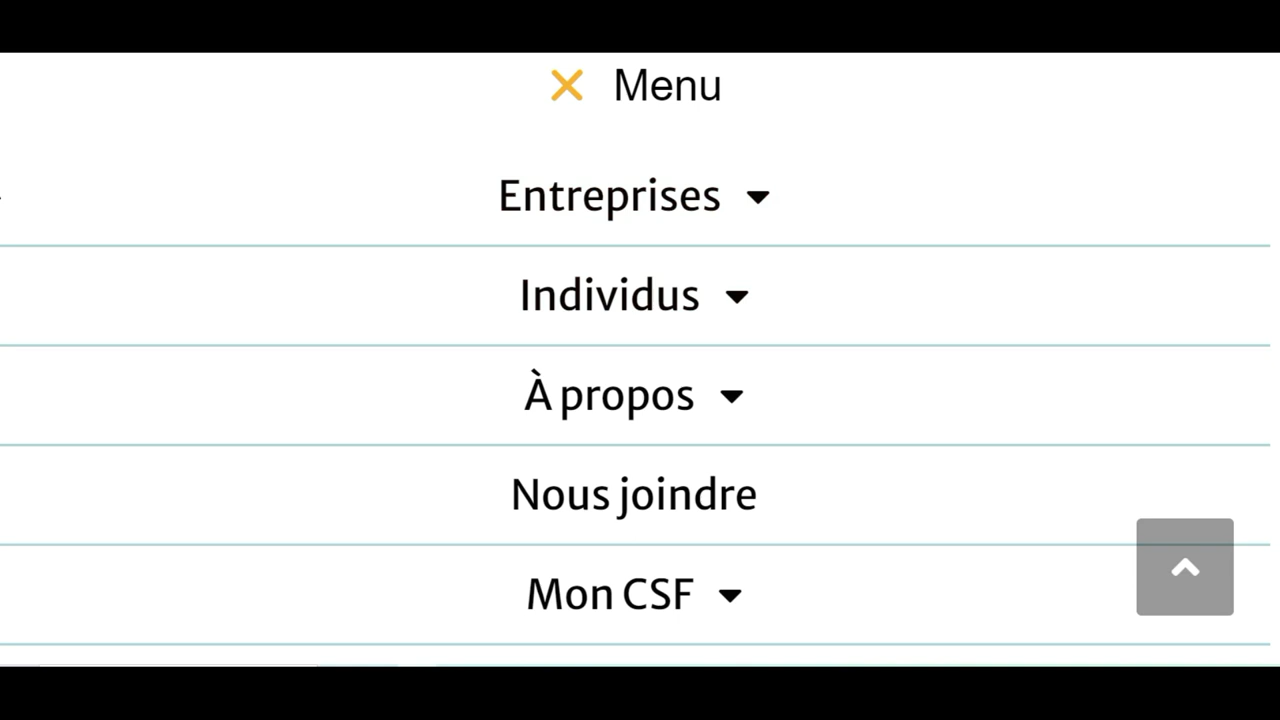 Menu
Entreprises
Individus
À propos
Nous joindre
Mon CSF